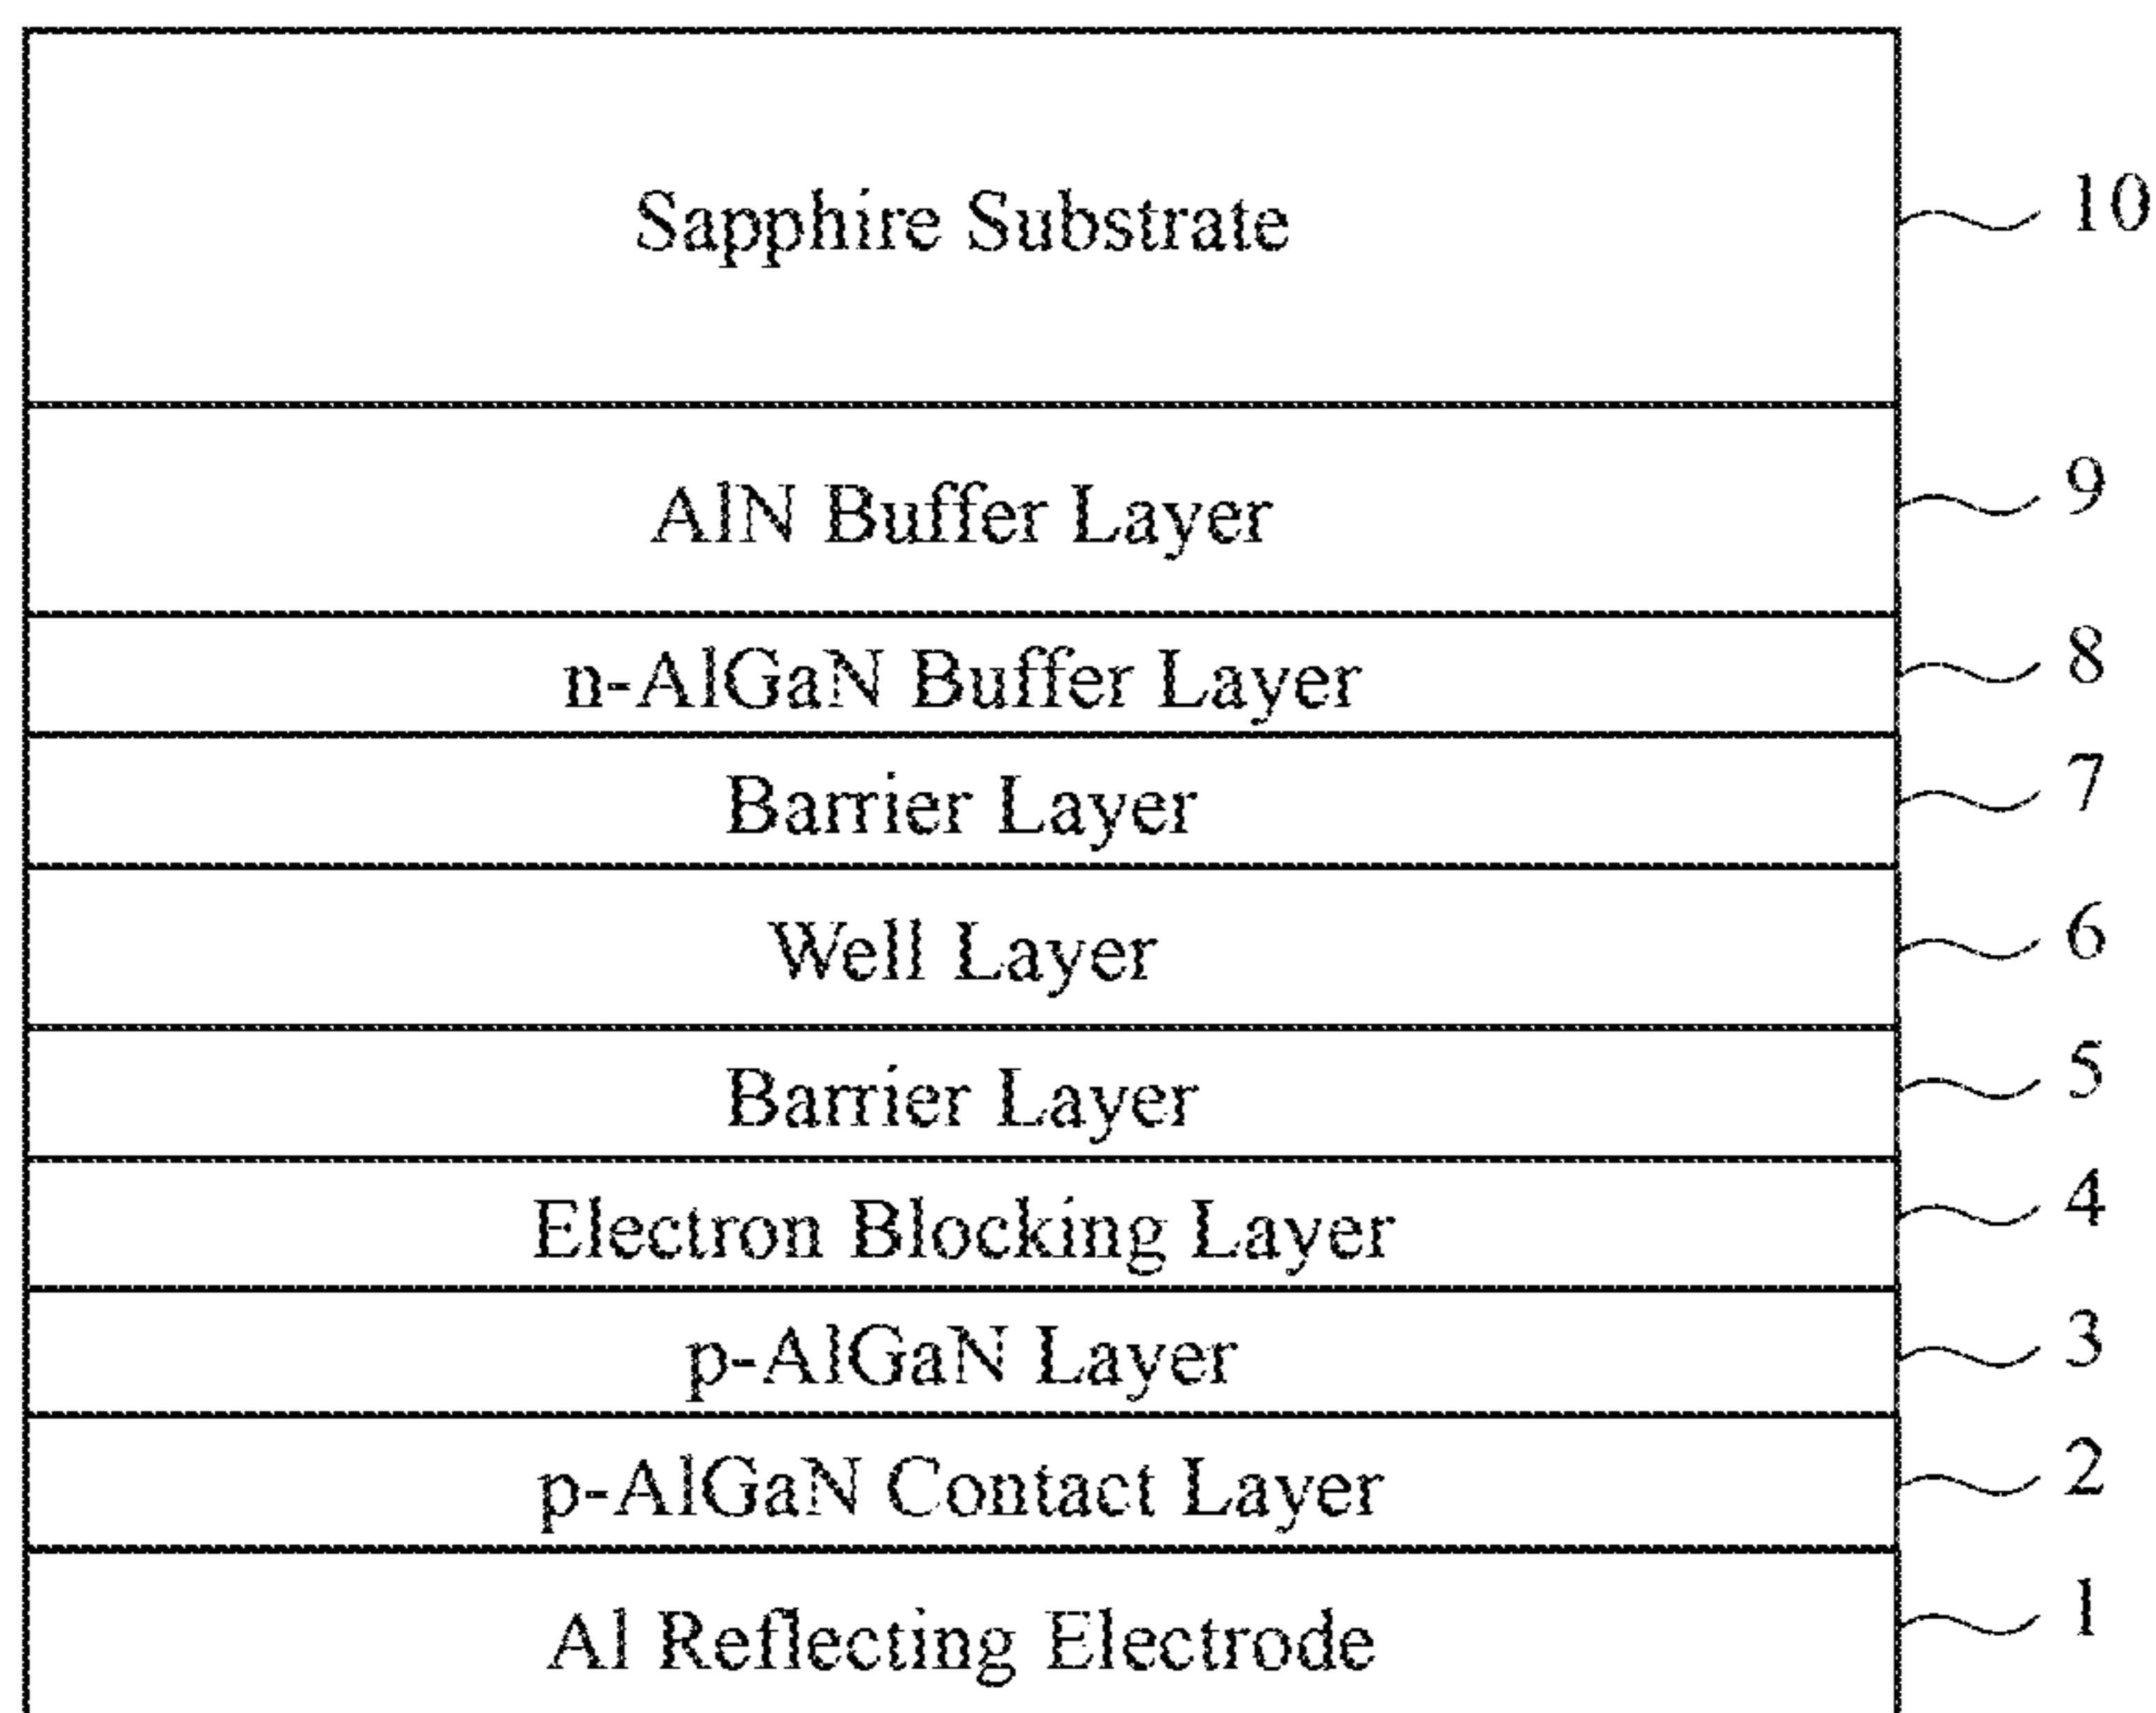 Sapphire Substrate 10
AlN Buffer Layer 9
n-AlGaN Buffer Layer 8
Barrier Layer 7
Well Layer 6
Barrier Layer 5
Electron Blocking Layer 4
p-AlGaN Layer 3
p-AlGaN Contact Layer 2
Al Reflecting Electrode 1